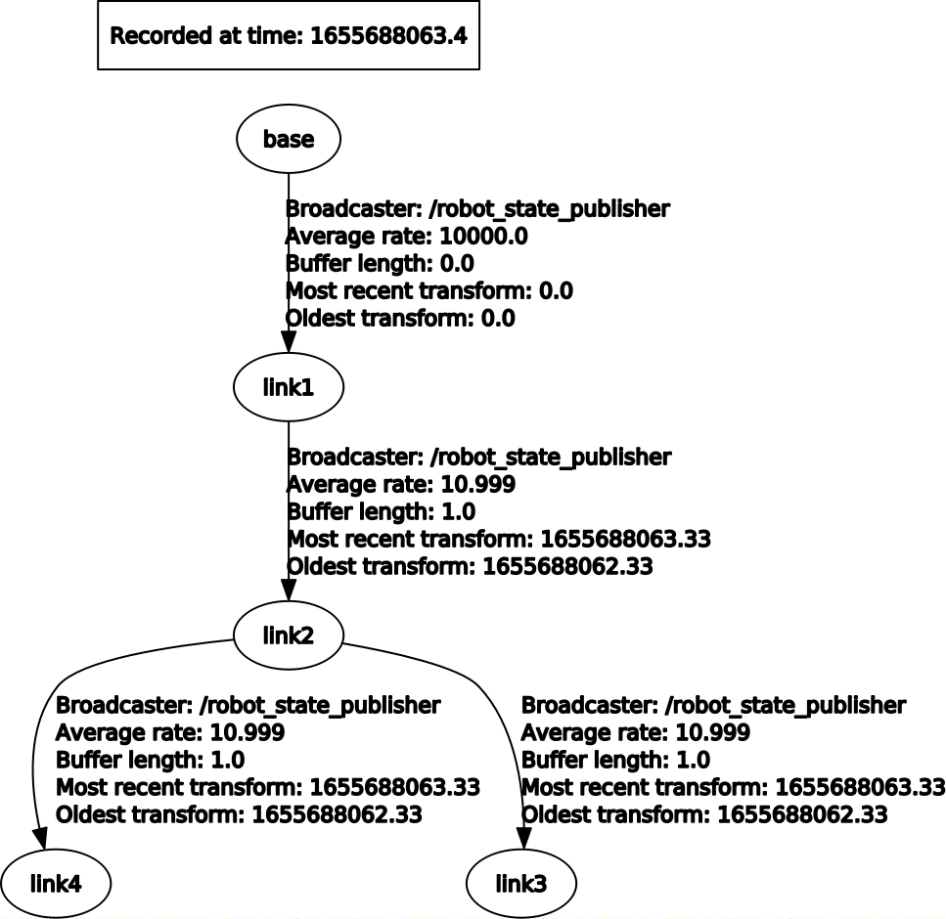 Recorded at time: 1655688063.4
base
Broadcaster: /robot_state_publisher
Average rate: 10000.0
Buffer length: 0.0
Most recent transform: 0.0
Oldest transform: 0.0
link1
Broadcaster: /robot_state_publisher
Average rate: 10.999
Buffer length: 1.0
Most recent transform: 1655688063.33
Oldest transform: 1655688062.33
link2
Broadcaster: /robot_state_publisher
Average rate: 10.999
Buffer length: 1.0
Most recent transform: 1655688063.33
Oldest transform: 1655688062.33
Broadcaster: /robot_state_publisher
Average rate: 10.999
Buffer length: 1.0
Most recent transform: 1655688063.33
Oldest transform: 1655688062.33
link4
link3